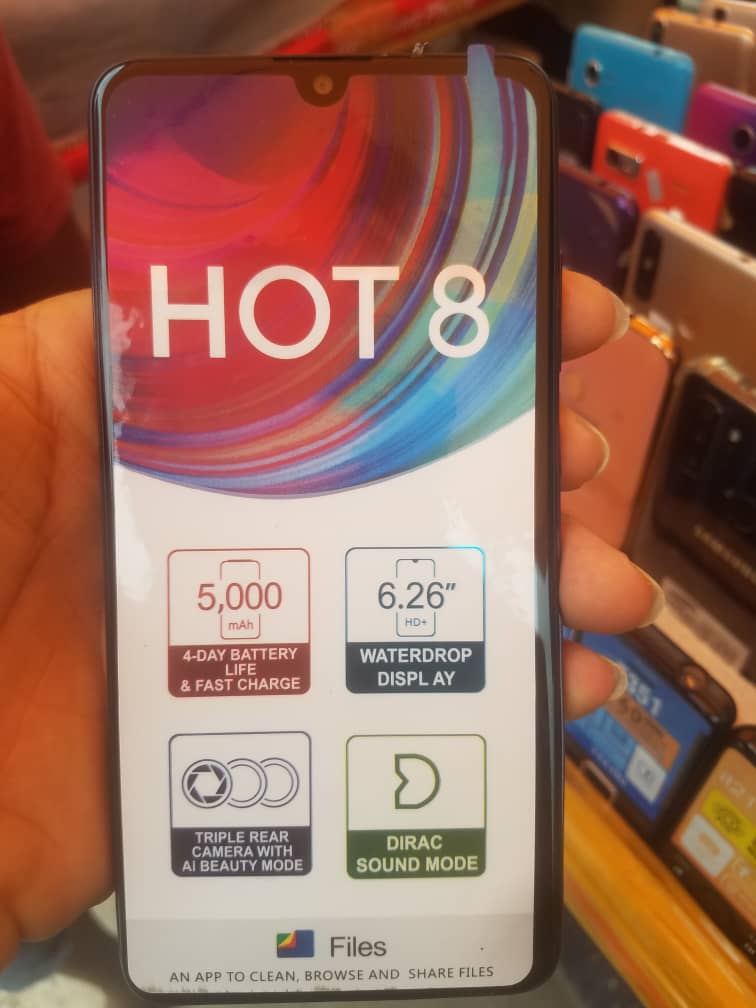 HOT 8
5,000
mAh
4-DAY BATTERY
LIFE
& FAST CHARGE
6.26"
HD+
WATERDROP
DISPL AY
TRIPLE REAR
CAMERA WITH
AI BEAUTY MODE
DIRAC
SOUND MODE
Files
AN APP TO CLEAN, BROWSE AND SHARE FILES
SAMSUNG